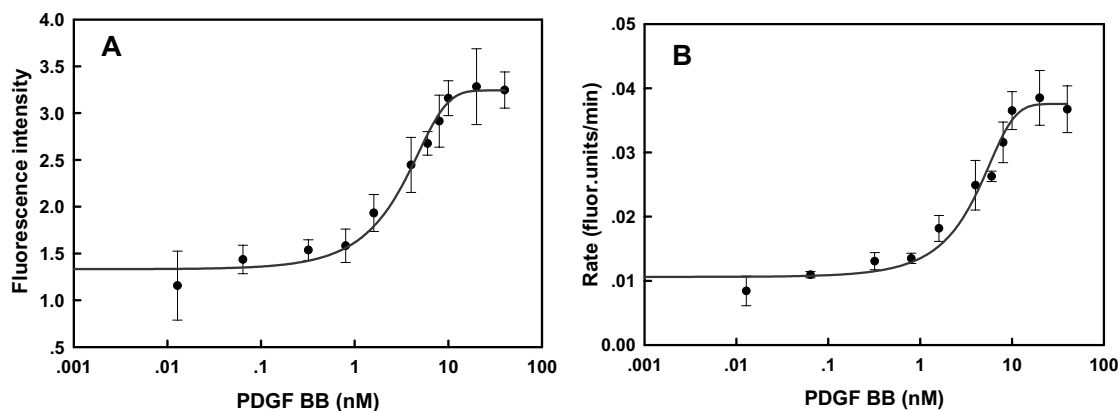 A
Fluorescence intensity
4.0
3.5
3.0
2.5
2.0
1.5
1.0
.5
.001 .01 .1 1 10 100
PDGF BB (nM)
B
Rate (fluor.units/min)
.05
.04
.03
.02
.01
0.00
.001 .01 .1 1 10 100
PDGF BB (nM)